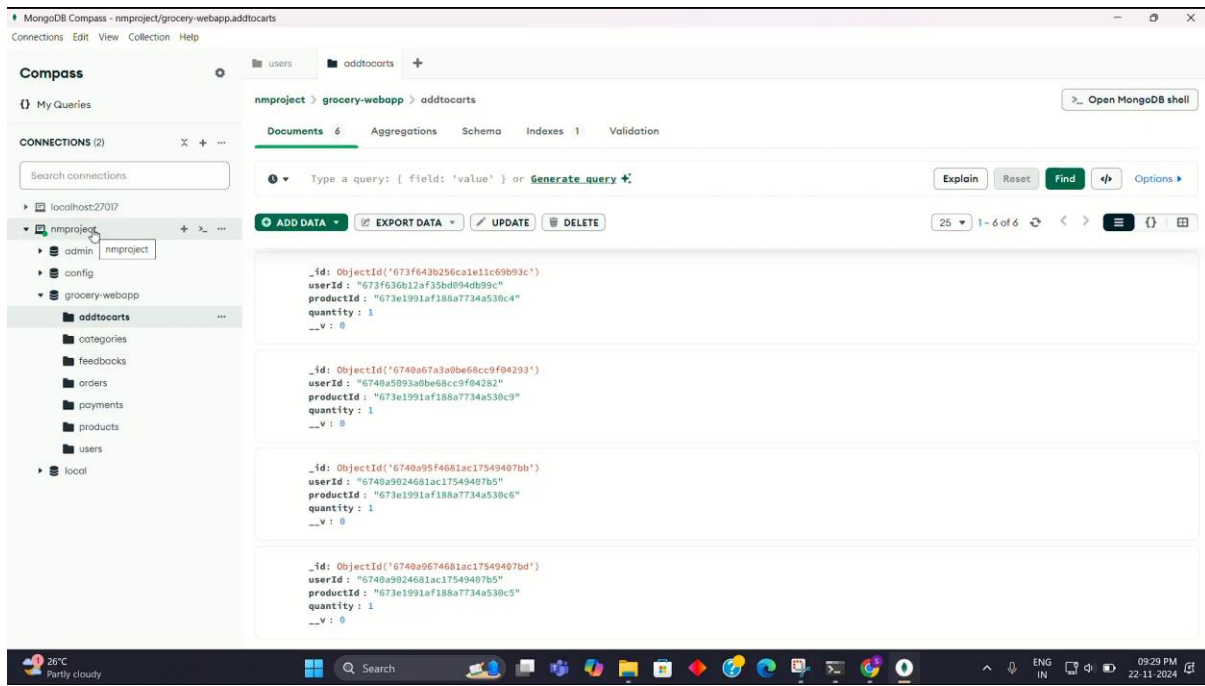 MongoDB Compass - nmproject/grocery-webapp.addtocarts
Connections Edit View Collection Help
Compass
{} My Queries
CONNECTIONS (2)
Search connections
localhost:27017
nmproject
nmproject
admin
config
grocery-webapp
addtocarts
categories
feedbacks
orders
payments
products
users
local
users
addtocarts
nmproject > grocery-webapp > addtocarts
>_ Open MongoDB shell
Documents 6 Aggregations Schema Indexes 1 Validation
Type a query: { field: 'value' } or Generate query
Explain Reset Find </> Options
ADD DATA EXPORT DATA UPDATE DELETE
25 1 - 6 of 6 {}
_id: ObjectId('673f643b256ca1e11c69b93c')
userId : "673f636b12af35bd094db99c"
productId : "673e1991af188a7734a530c4"
quantity : 1
__v : 0
_id: ObjectId('6740a67a3a0be68cc9f04293')
userId : "6740a5093a0be68cc9f04282"
productId : "673e1991af188a7734a530c9"
quantity : 1
__v : 0
_id: ObjectId('6740a95f4681ac17549407bb')
userId : "6740a9024681ac17549407b5"
productId : "673e1991af188a7734a530c6"
quantity : 1
__v : 0
_id: ObjectId('6740a9674681ac17549407bd')
userId : "6740a9024681ac17549407b5"
productId : "673e1991af188a7734a530c5"
quantity : 1
__v : 0
1
26°C
Partly cloudy
Search
ENG
IN
09:29 PM
22-11-2024